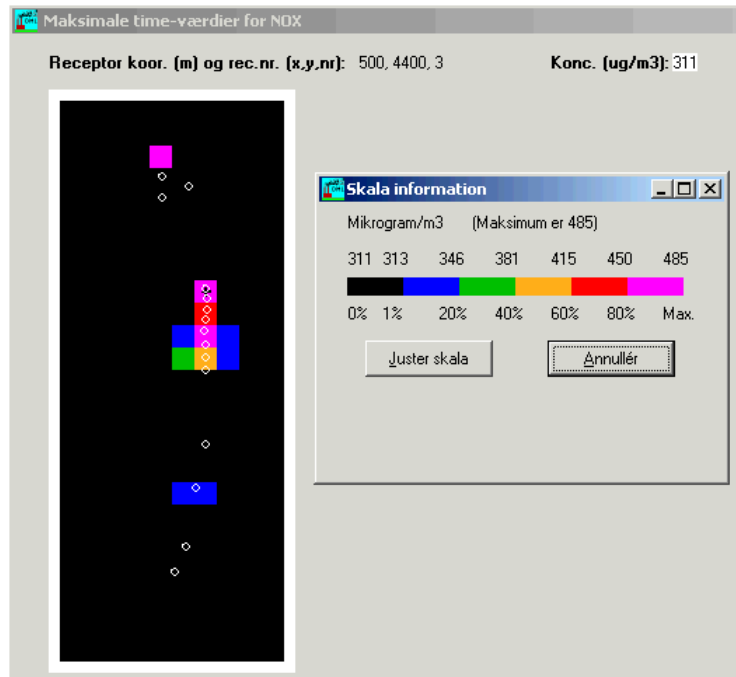 Maksimale time-værdier for NOX
Receptor koor. (m) og rec.nr. (x,y,nr): 500, 4400, 3 Konc. (ug/m3): 311
Skala information
Mikrogram/m3 (Maksimum er 485)
311 313 346 381 415 450 485
0% 1% 20% 40% 60% 80% Max.
Juster skala Annullér